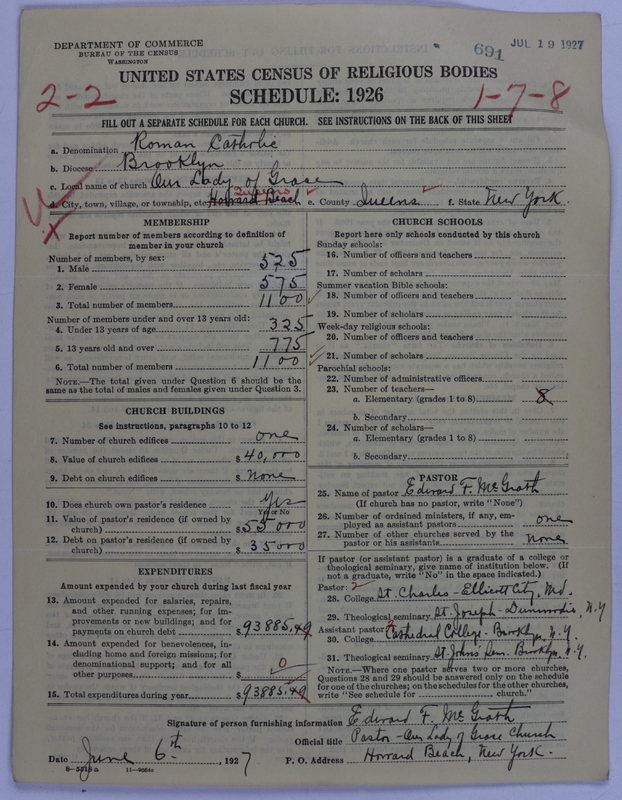 DEPARTMENT OF COMMERCE
BUREAU OF THE CENSUS
WASHINGTON
691
JUL 19 1927
UNITED STATES CENSUS OF RELIGIOUS BODIES
SCHEDULE: 1926
2-2
1-7-8
FILL OUT A SEPARATE SCHEDULE FOR EACH CHURCH. SEE INSTRUCTIONS ON THE BACK OF THIS SHEET
a. Denomination Roman Catholic
b. Diocese Brooklyn
c. Local name of church Our Lady of Grace
Queens
d. City, town, village, or township, etc. Howard Beach e. County Queens f. State New York.
MEMBERSHIP
Report number of members according to definition of
member in your church
Number of members, by sex:
1. Male 525
2. Female 575
3. Total number of members 1100
Number of members under and over 13 years old:
4. Under 13 years of age 325
5. 13 years old and over 775
6. Total number of members 1100
NOTE.—The total given under Question 6 should be the
same as the total of males and females given under Question 3.
CHURCH BUILDINGS
See instructions, paragraphs 10 to 12
7. Number of church edifices one
8. Value of church edifices $ 40,000
9. Debt on church edifices $ None
10. Does church own pastor's residence Yes
Yes or No
11. Value of pastor's residence (if owned by
church) $ 55000
12. Debt on pastor's residence (if owned by
church) $ 35000
EXPENDITURES
Amount expended by your church during last fiscal year
13. Amount expended for salaries, repairs,
and other running expenses; for im-
provements or new buildings; and for
payments on church debt $ 93885.49
14. Amount expended for benevolences, in-
cluding home and foreign missions; for
denominational support; and for all
other purposes $ 0
15. Total expenditures during year $ 93885.49
CHURCH SCHOOLS
Report here only schools conducted by this church
Sunday schools:
16. Number of officers and teachers
17. Number of scholars
Summer vacation Bible schools:
18. Number of officers and teachers
19. Number of scholars
Week-day religious schools:
20. Number of officers and teachers
21. Number of scholars
Parochial schools:
22. Number of administrative officers
23. Number of teachers—
a. Elementary (grades 1 to 8) 8
b. Secondary
24. Number of scholars—
a. Elementary (grades 1 to 8)
b. Secondary
PASTOR
25. Name of pastor Edward F. McGrath
(If church has no pastor, write "None")
26. Number of ordained ministers, if any, em-
ployed as assistant pastors one
27. Number of other churches served by the
pastor or his assistants none
If pastor (or assistant pastor) is a graduate of a college or
theological seminary, give name of institution below. (If
not a graduate, write "No" in the space indicated.)
Pastor: 2
28. College St. Charles - Ellicott City, Md.
29. Theological seminary St. Joseph - Dunwoodie, N.Y
Assistant pastor:
30. College Cathedral College - Brooklyn, N.Y.
31. Theological seminary St. Johns Sem. Brooklyn, N.Y.
NOTE.—Where one pastor serves two or more churches,
Questions 28 and 29 should be answered only on the schedule
for one of the churches; on the schedules for the other churches,
write "See schedule for church."
Signature of person furnishing information Edward F. McGrath
Official title Pastor - Our Lady of Grace Church
Date June 6th, 1927 P. O. Address Howard Beach, New York.